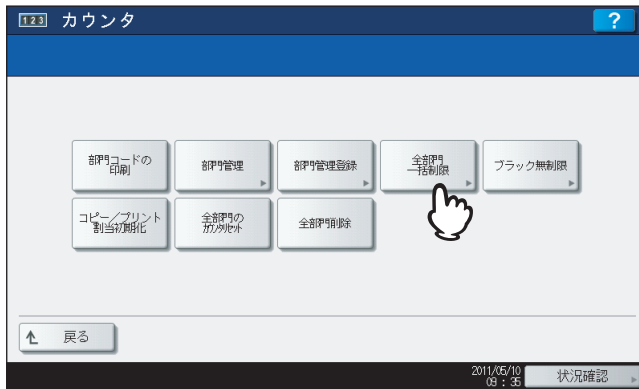 123 カウンタ
?
部門コードの
印刷
部門管理
部門管理登録
全部門
一括制限
ブラック無制限
コピー/プリント
割当初期化
全部門の
カウンタリセット
全部門削除
戻る
2011/05/10
09:35
状況確認